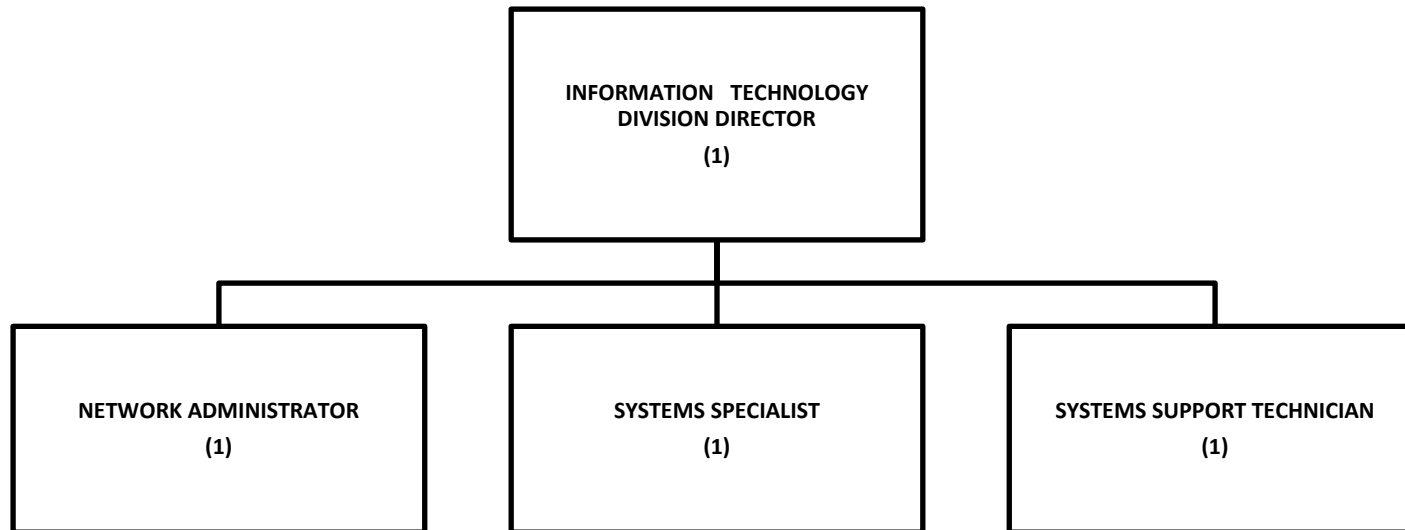 INFORMATION TECHNOLOGY
DIVISION DIRECTOR
(1)
NETWORK ADMINISTRATOR
(1)
SYSTEMS SPECIALIST
(1)
SYSTEMS SUPPORT TECHNICIAN
(1)